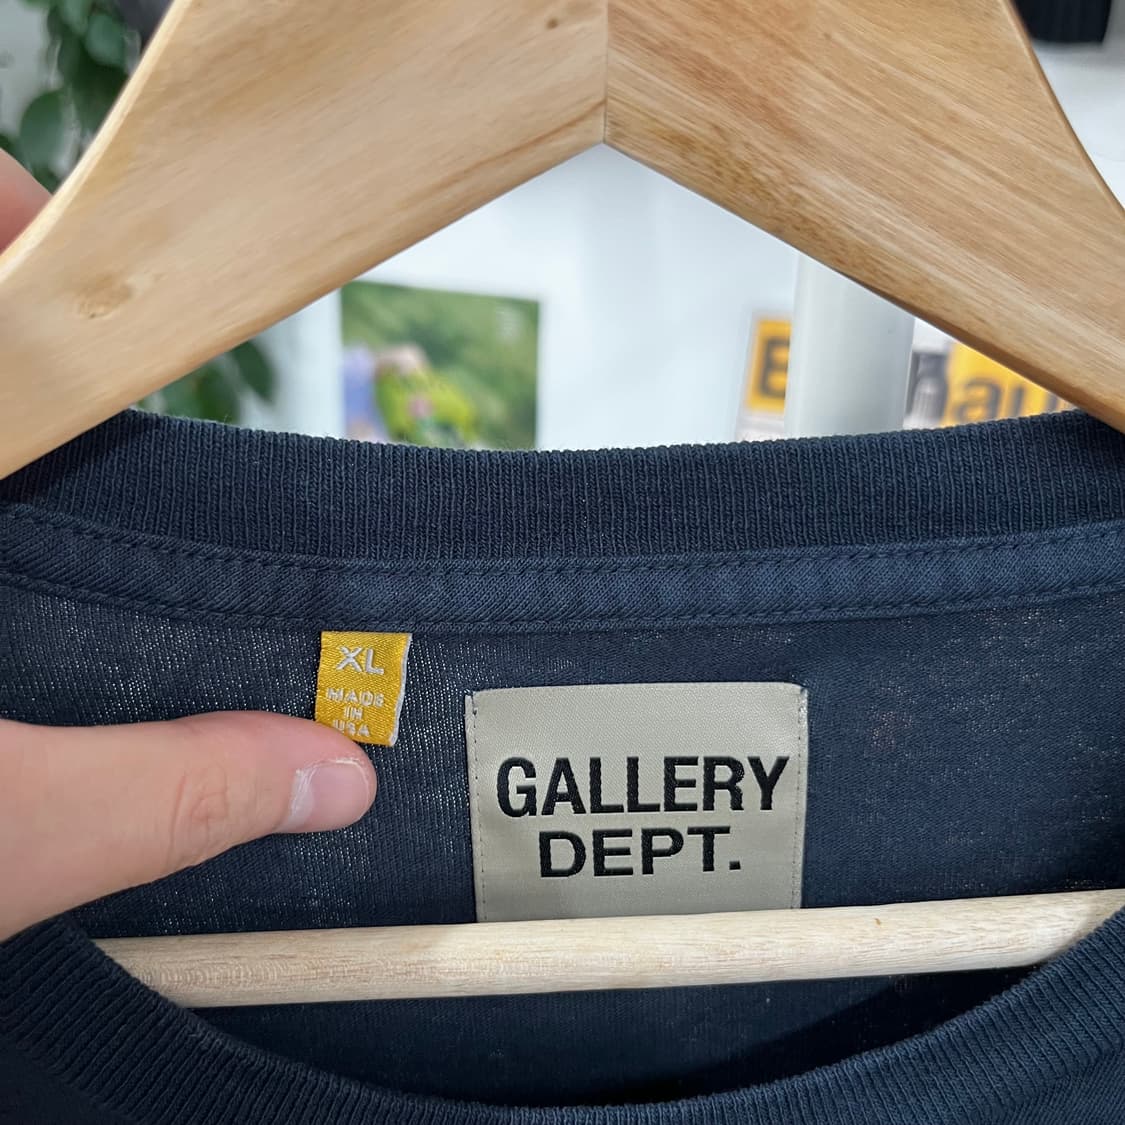 XL
MADE
IN
USA
GALLERY
DEPT.